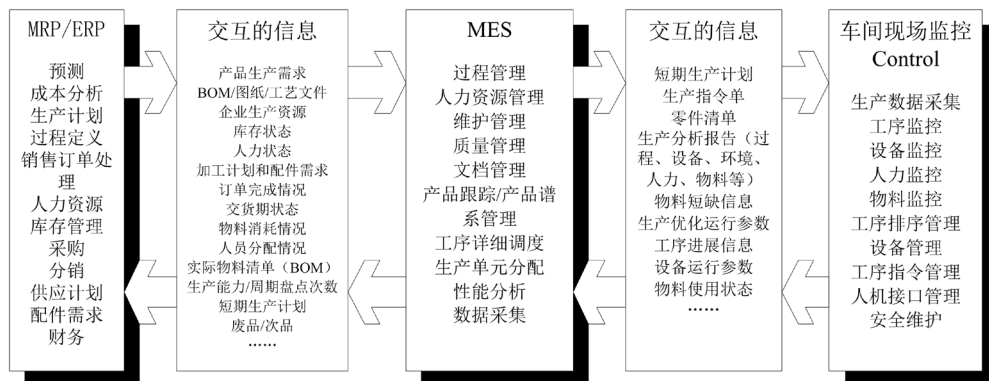 MRP/ERP
预测
成本分析
生产计划
过程定义
销售订单处
理
人力资源
库存管理
采购
分销
供应计划
配件需求
财务
交互的信息
产品生产需求
BOM/图纸/工艺文件
企业生产资源
库存状态
人力状态
加工计划和配件需求
订单完成情况
交货期状态
物料消耗情况
人员分配情况
实际物料清单（BOM）
生产能力/周期盘点次数
短期生产计划
废品/次品
……
MES
过程管理
人力资源管理
维护管理
质量管理
文档管理
产品跟踪/产品谱
系管理
工序详细调度
生产单元分配
性能分析
数据采集
交互的信息
短期生产计划
生产指令单
零件清单
生产分析报告（过
程、设备、环境、
人力、物料等）
物料短缺信息
生产优化运行参数
工序进展信息
设备运行参数
物料使用状态
……
车间现场监控
Control
生产数据采集
工序监控
设备监控
人力监控
物料监控
工序排序管理
设备管理
工序指令管理
人机接口管理
安全维护